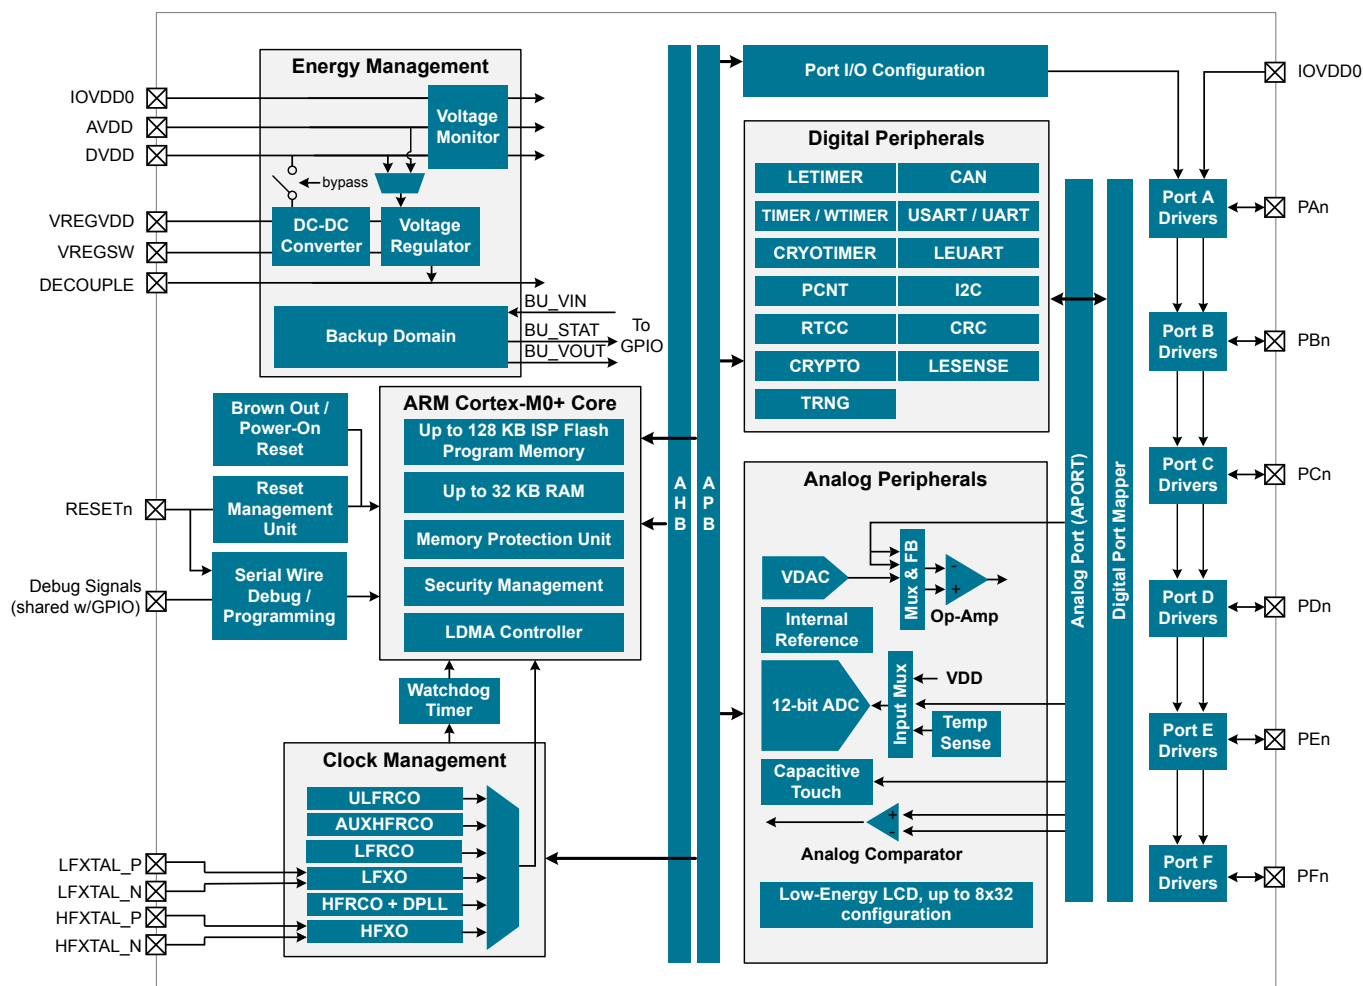 Energy Management
IOVDD0
AVDD
DVDD
VREGVDD
VREGSW
DECOUPLE
Voltage
Monitor
bypass
DC-DC
Converter
Voltage
Regulator
Backup Domain
BU_VIN
BU_STAT
BU_VOUT
To
GPIO
Brown Out /
Power-On
Reset
Reset
Management
Unit
Serial Wire
Debug /
Programming
RESETn
Debug Signals
(shared w/GPIO)
ARM Cortex-M0+ Core
Up to 128 KB ISP Flash
Program Memory
Up to 32 KB RAM
Memory Protection Unit
Security Management
LDMA Controller
Watchdog
Timer
Clock Management
ULFRCO
AUXHFRCO
LFRCO
LFXO
HFRCO + DPLL
HFXO
LFXTAL_P
LFXTAL_N
HFXTAL_P
HFXTAL_N
A
H
B
A
P
B
Port I/O Configuration
Digital Peripherals
LETIMER
CAN
TIMER / WTIMER
USART / UART
CRYOTIMER
LEUART
PCNT
I2C
RTCC
CRC
CRYPTO
LESENSE
TRNG
Analog Peripherals
VDAC
Mux & FB
-
+
Op-Amp
Internal
Reference
12-bit ADC
Input Mux
VDD
Temp
Sense
Capacitive
Touch
+
-
Analog Comparator
Low-Energy LCD, up to 8x32
configuration
Analog Port (APORT)
Digital Port Mapper
IOVDD0
Port A
Drivers
PAn
Port B
Drivers
PBn
Port C
Drivers
PCn
Port D
Drivers
PDn
Port E
Drivers
PEn
Port F
Drivers
PFn